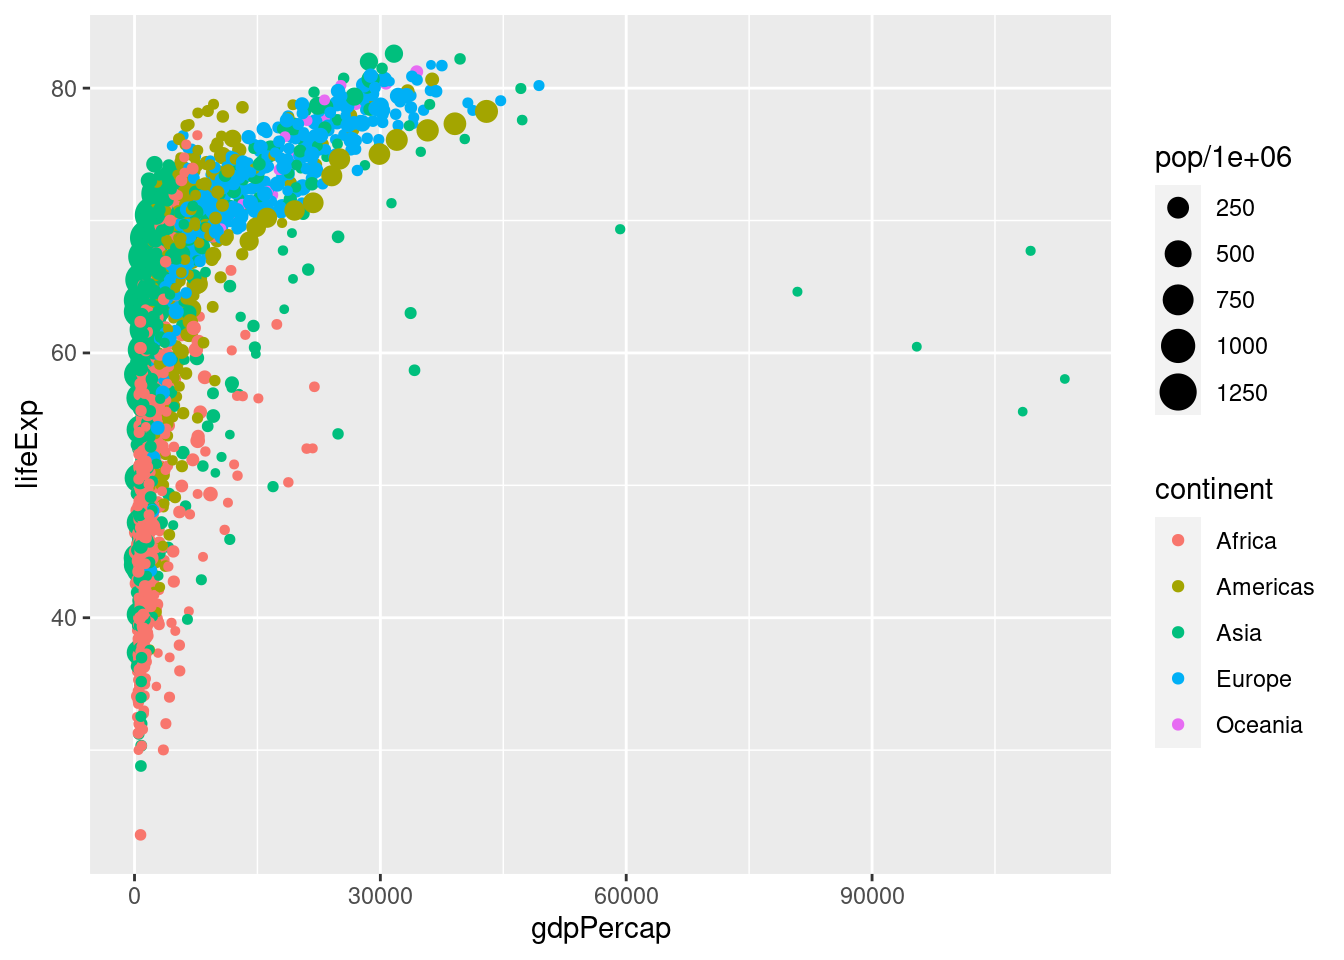 80
60
40
lifeExp
0
30000
60000
90000
gdpPercap
pop/1e+06
250
500
750
1000
1250
continent
Africa
Americas
Asia
Europe
Oceania